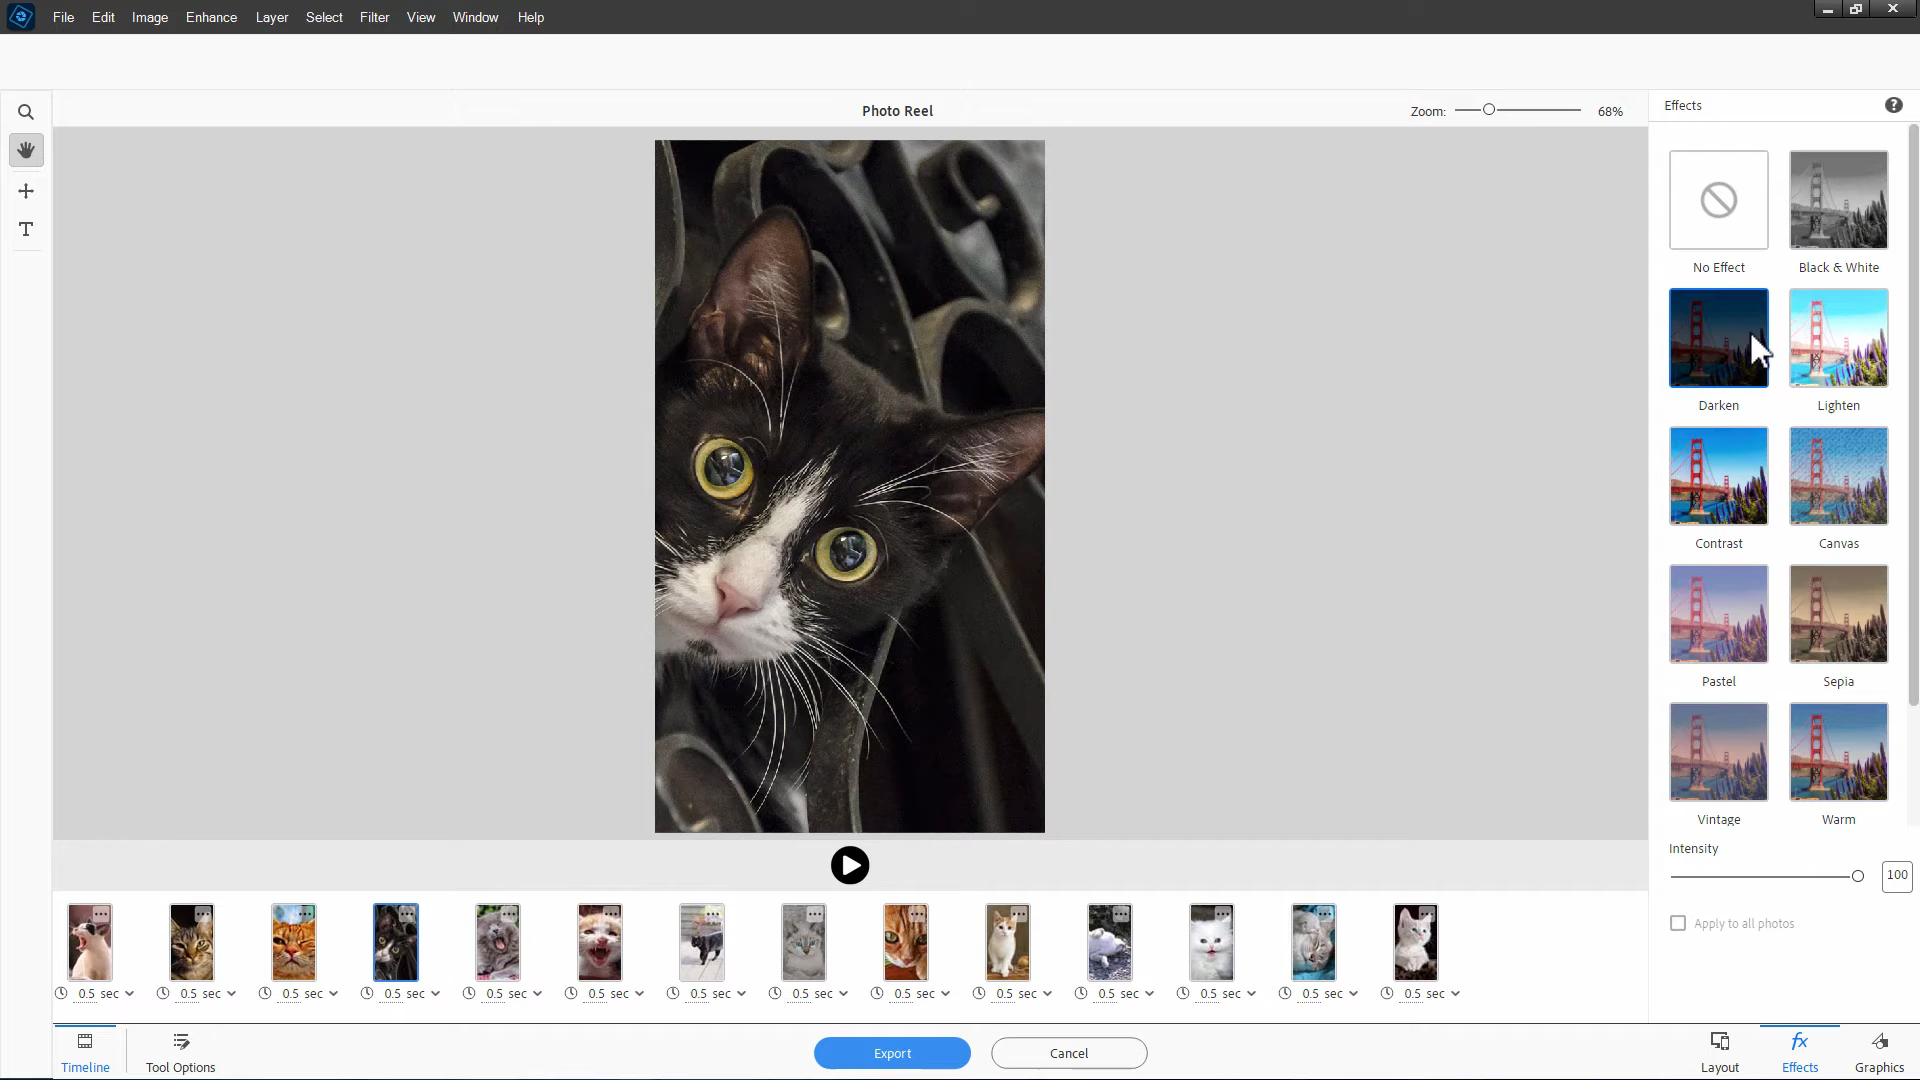 File Edit Image Enhance Layer Select Filter View Window Help
Photo Reel
Zoom: 68%
Effects
No Effect Black & White
Darken Lighten
Contrast Canvas
Pastel Sepia
Vintage Warm
Intensity
100
Apply to all photos
0.5 sec 0.5 sec 0.5 sec 0.5 sec 0.5 sec 0.5 sec 0.5 sec 0.5 sec 0.5 sec 0.5 sec 0.5 sec 0.5 sec 0.5 sec 0.5 sec
Timeline Tool Options Export Cancel Layout Effects Graphics